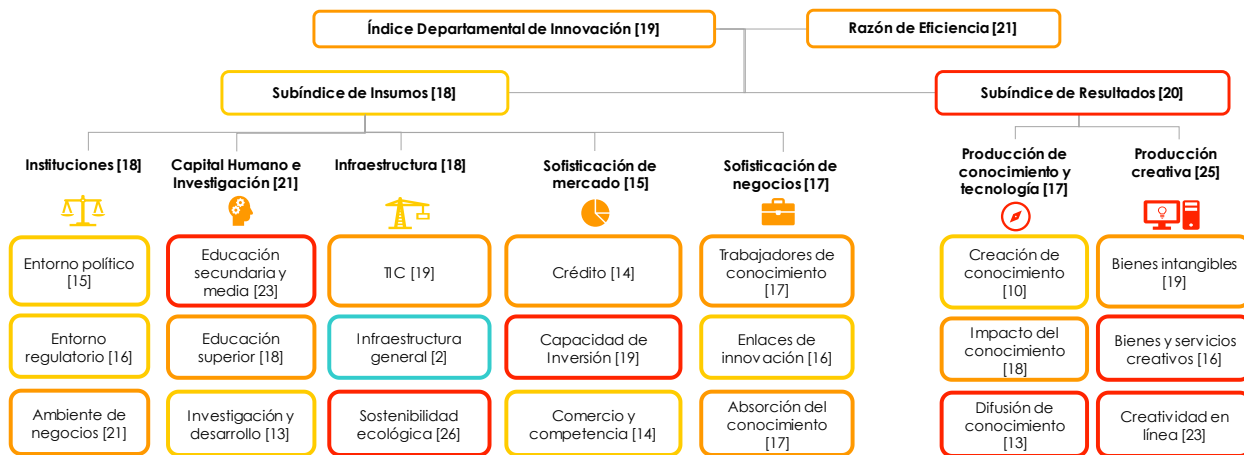 Índice Departamental de Innovación [19]
Razón de Eficiencia [21]
Subíndice de Insumos [18]
Subíndice de Resultados [20]
Instituciones [18]
Capital Humano e
Investigación [21]
Infraestructura [18]
Sofisticación de
mercado [15]
Sofisticación de
negocios [17]
Producción de
conocimiento y
tecnología [17]
Producción
creativa [25]
Entorno político
[15]
Educación
secundaria y
media [23]
TIC [19]
Crédito [14]
Trabajadores de
conocimiento
[17]
Creación de
conocimiento
[10]
Bienes intangibles
[19]
Entorno
regulatorio [16]
Educación
superior [18]
Infraestructura
general [2]
Capacidad de
Inversión [19]
Enlaces de
innovación [16]
Impacto del
conocimiento
[18]
Bienes y servicios
creativos [16]
Ambiente de
negocios [21]
Investigación y
desarrollo [13]
Sostenibilidad
ecológica [26]
Comercio y
competencia [14]
Absorción del
conocimiento
[17]
Difusión de
conocimiento
[13]
Creatividad en
línea [23]